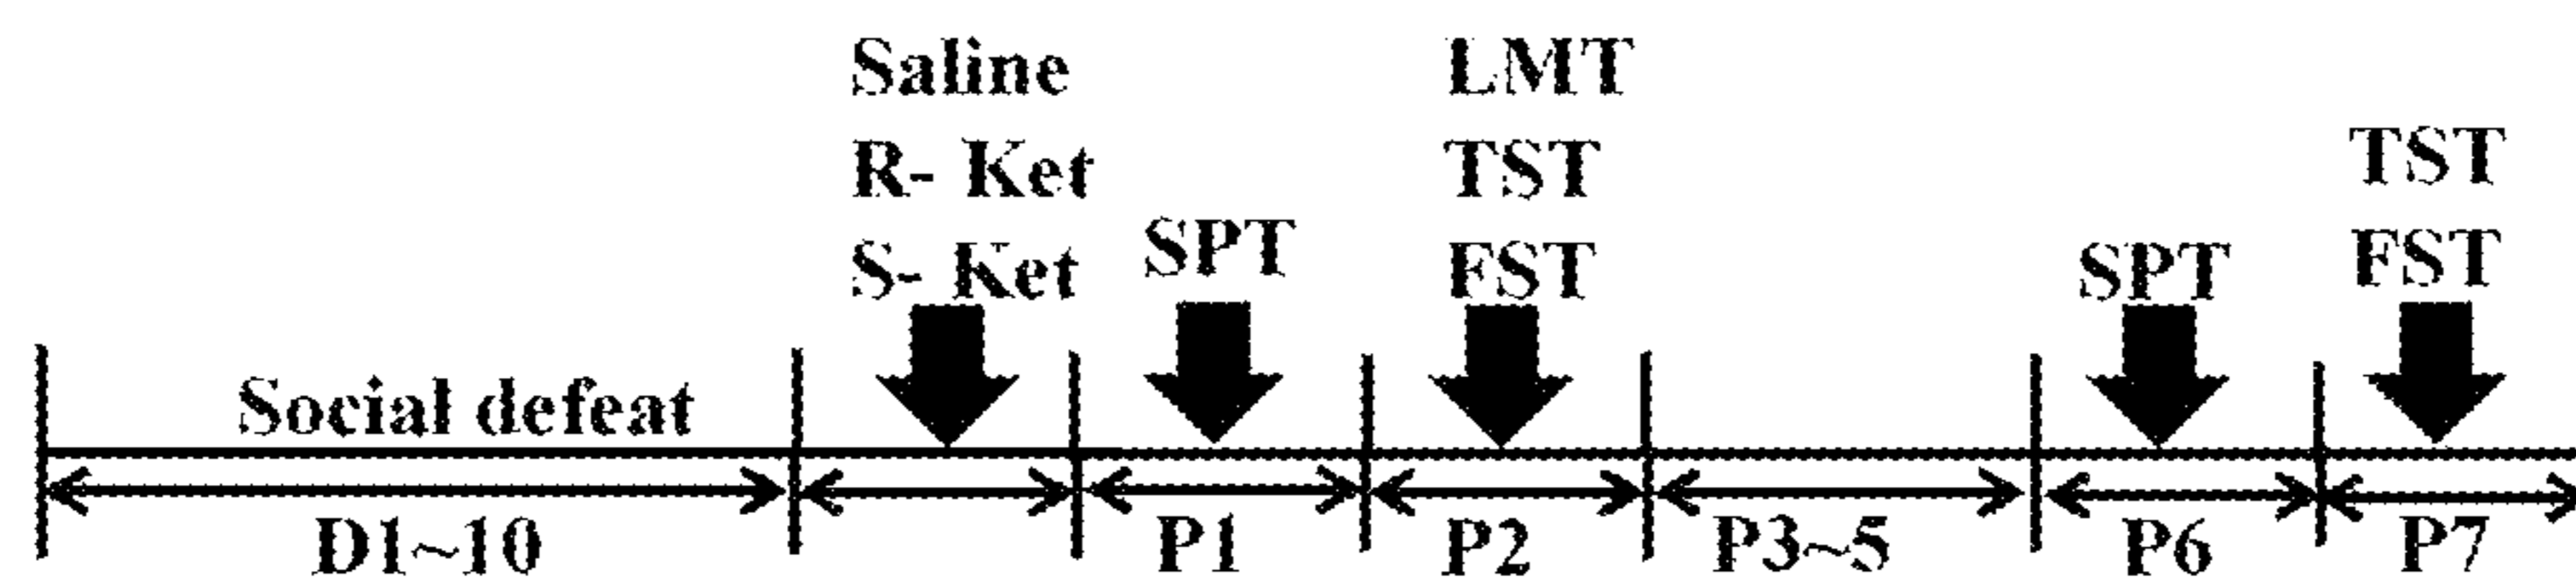 Saline
R- Ket
S- Ket
SPT
LMT
TST
FST
SPT
TST
FST
Social defeat
D1~10
P1
P2
P3~5
P6
P7